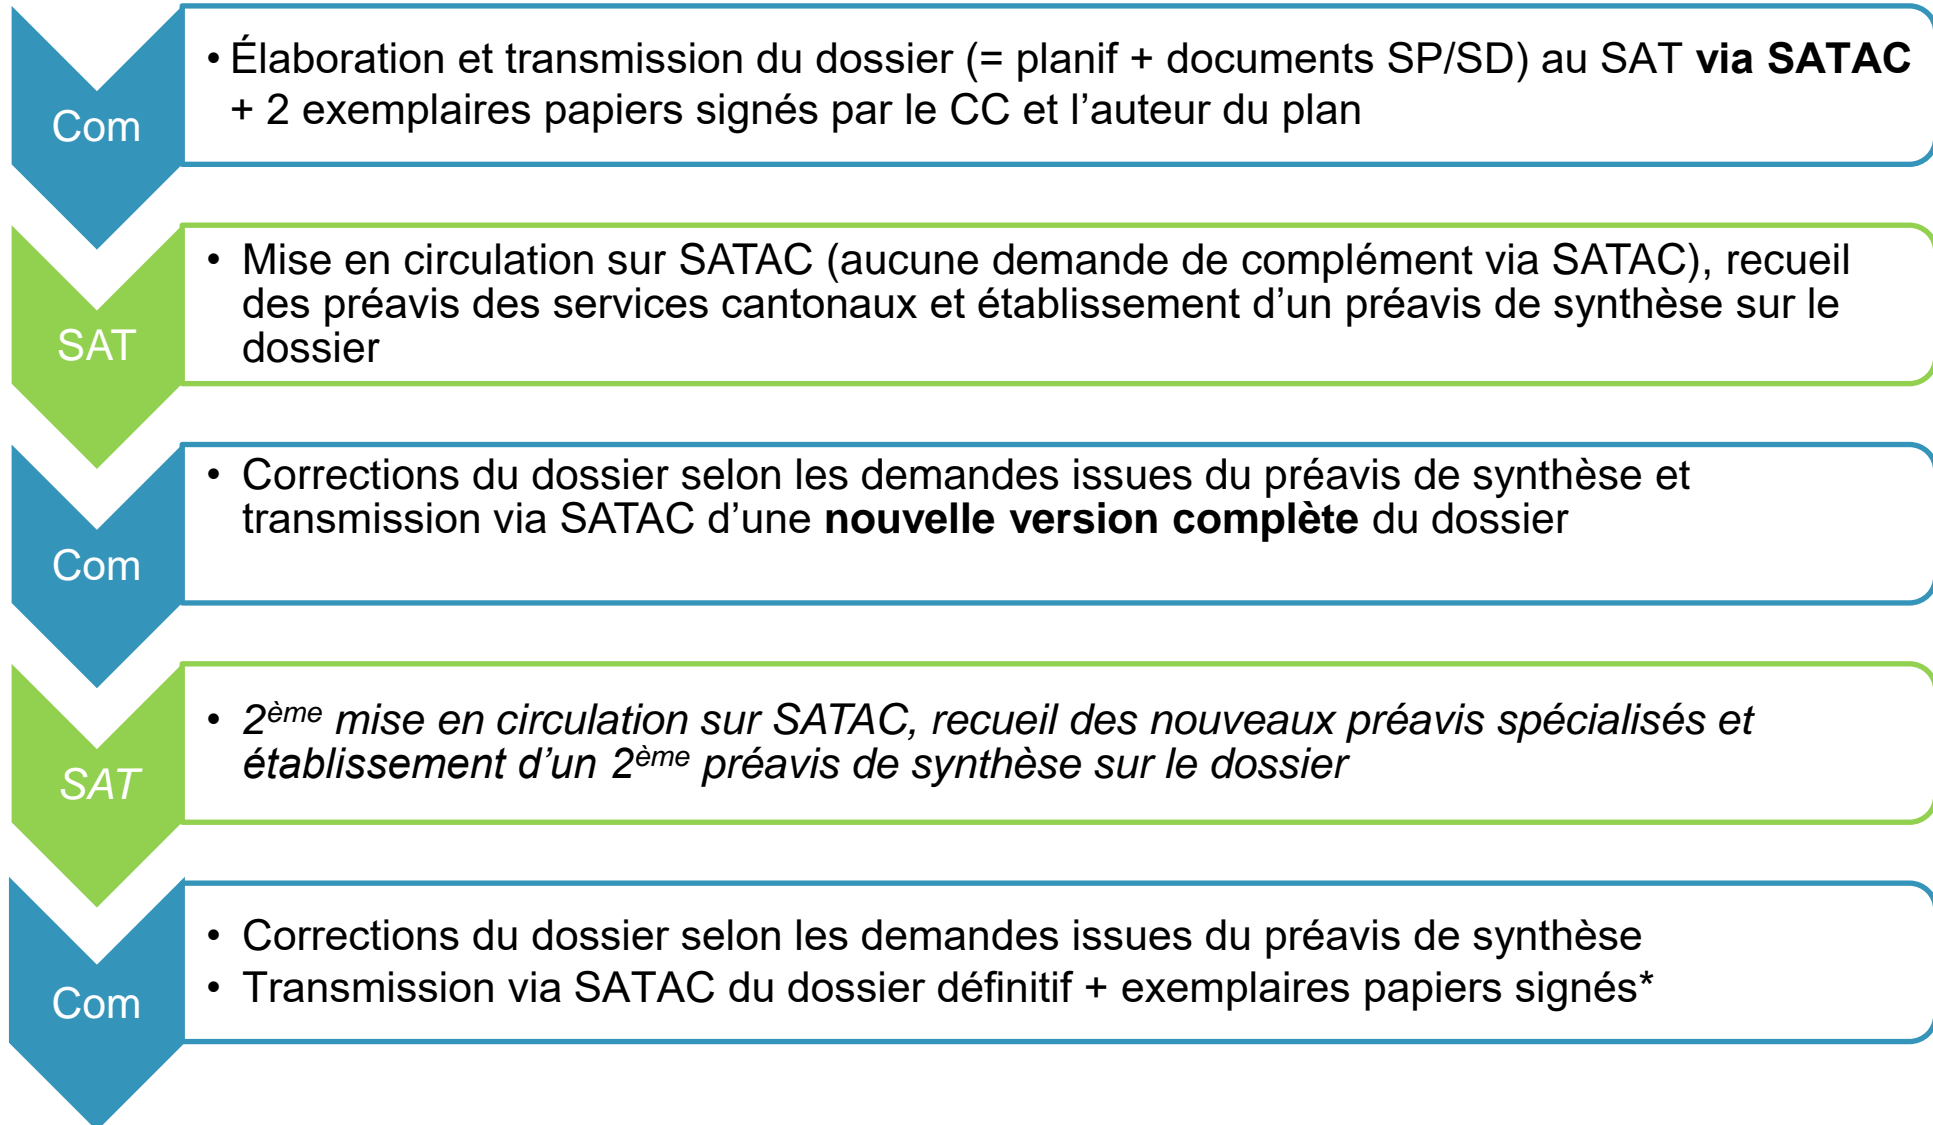 Com
• Élaboration et transmission du dossier (= planif + documents SP/SD) au SAT via SATAC
+ 2 exemplaires papiers signés par le CC et l’auteur du plan
SAT
• Mise en circulation sur SATAC (aucune demande de complément via SATAC), recueil
des préavis des services cantonaux et établissement d’un préavis de synthèse sur le
dossier
Com
• Corrections du dossier selon les demandes issues du préavis de synthèse et
transmission via SATAC d’une nouvelle version complète du dossier
SAT
• 2ème mise en circulation sur SATAC, recueil des nouveaux préavis spécialisés et
établissement d’un 2ème préavis de synthèse sur le dossier
Com
• Corrections du dossier selon les demandes issues du préavis de synthèse
• Transmission via SATAC du dossier définitif + exemplaires papiers signés*